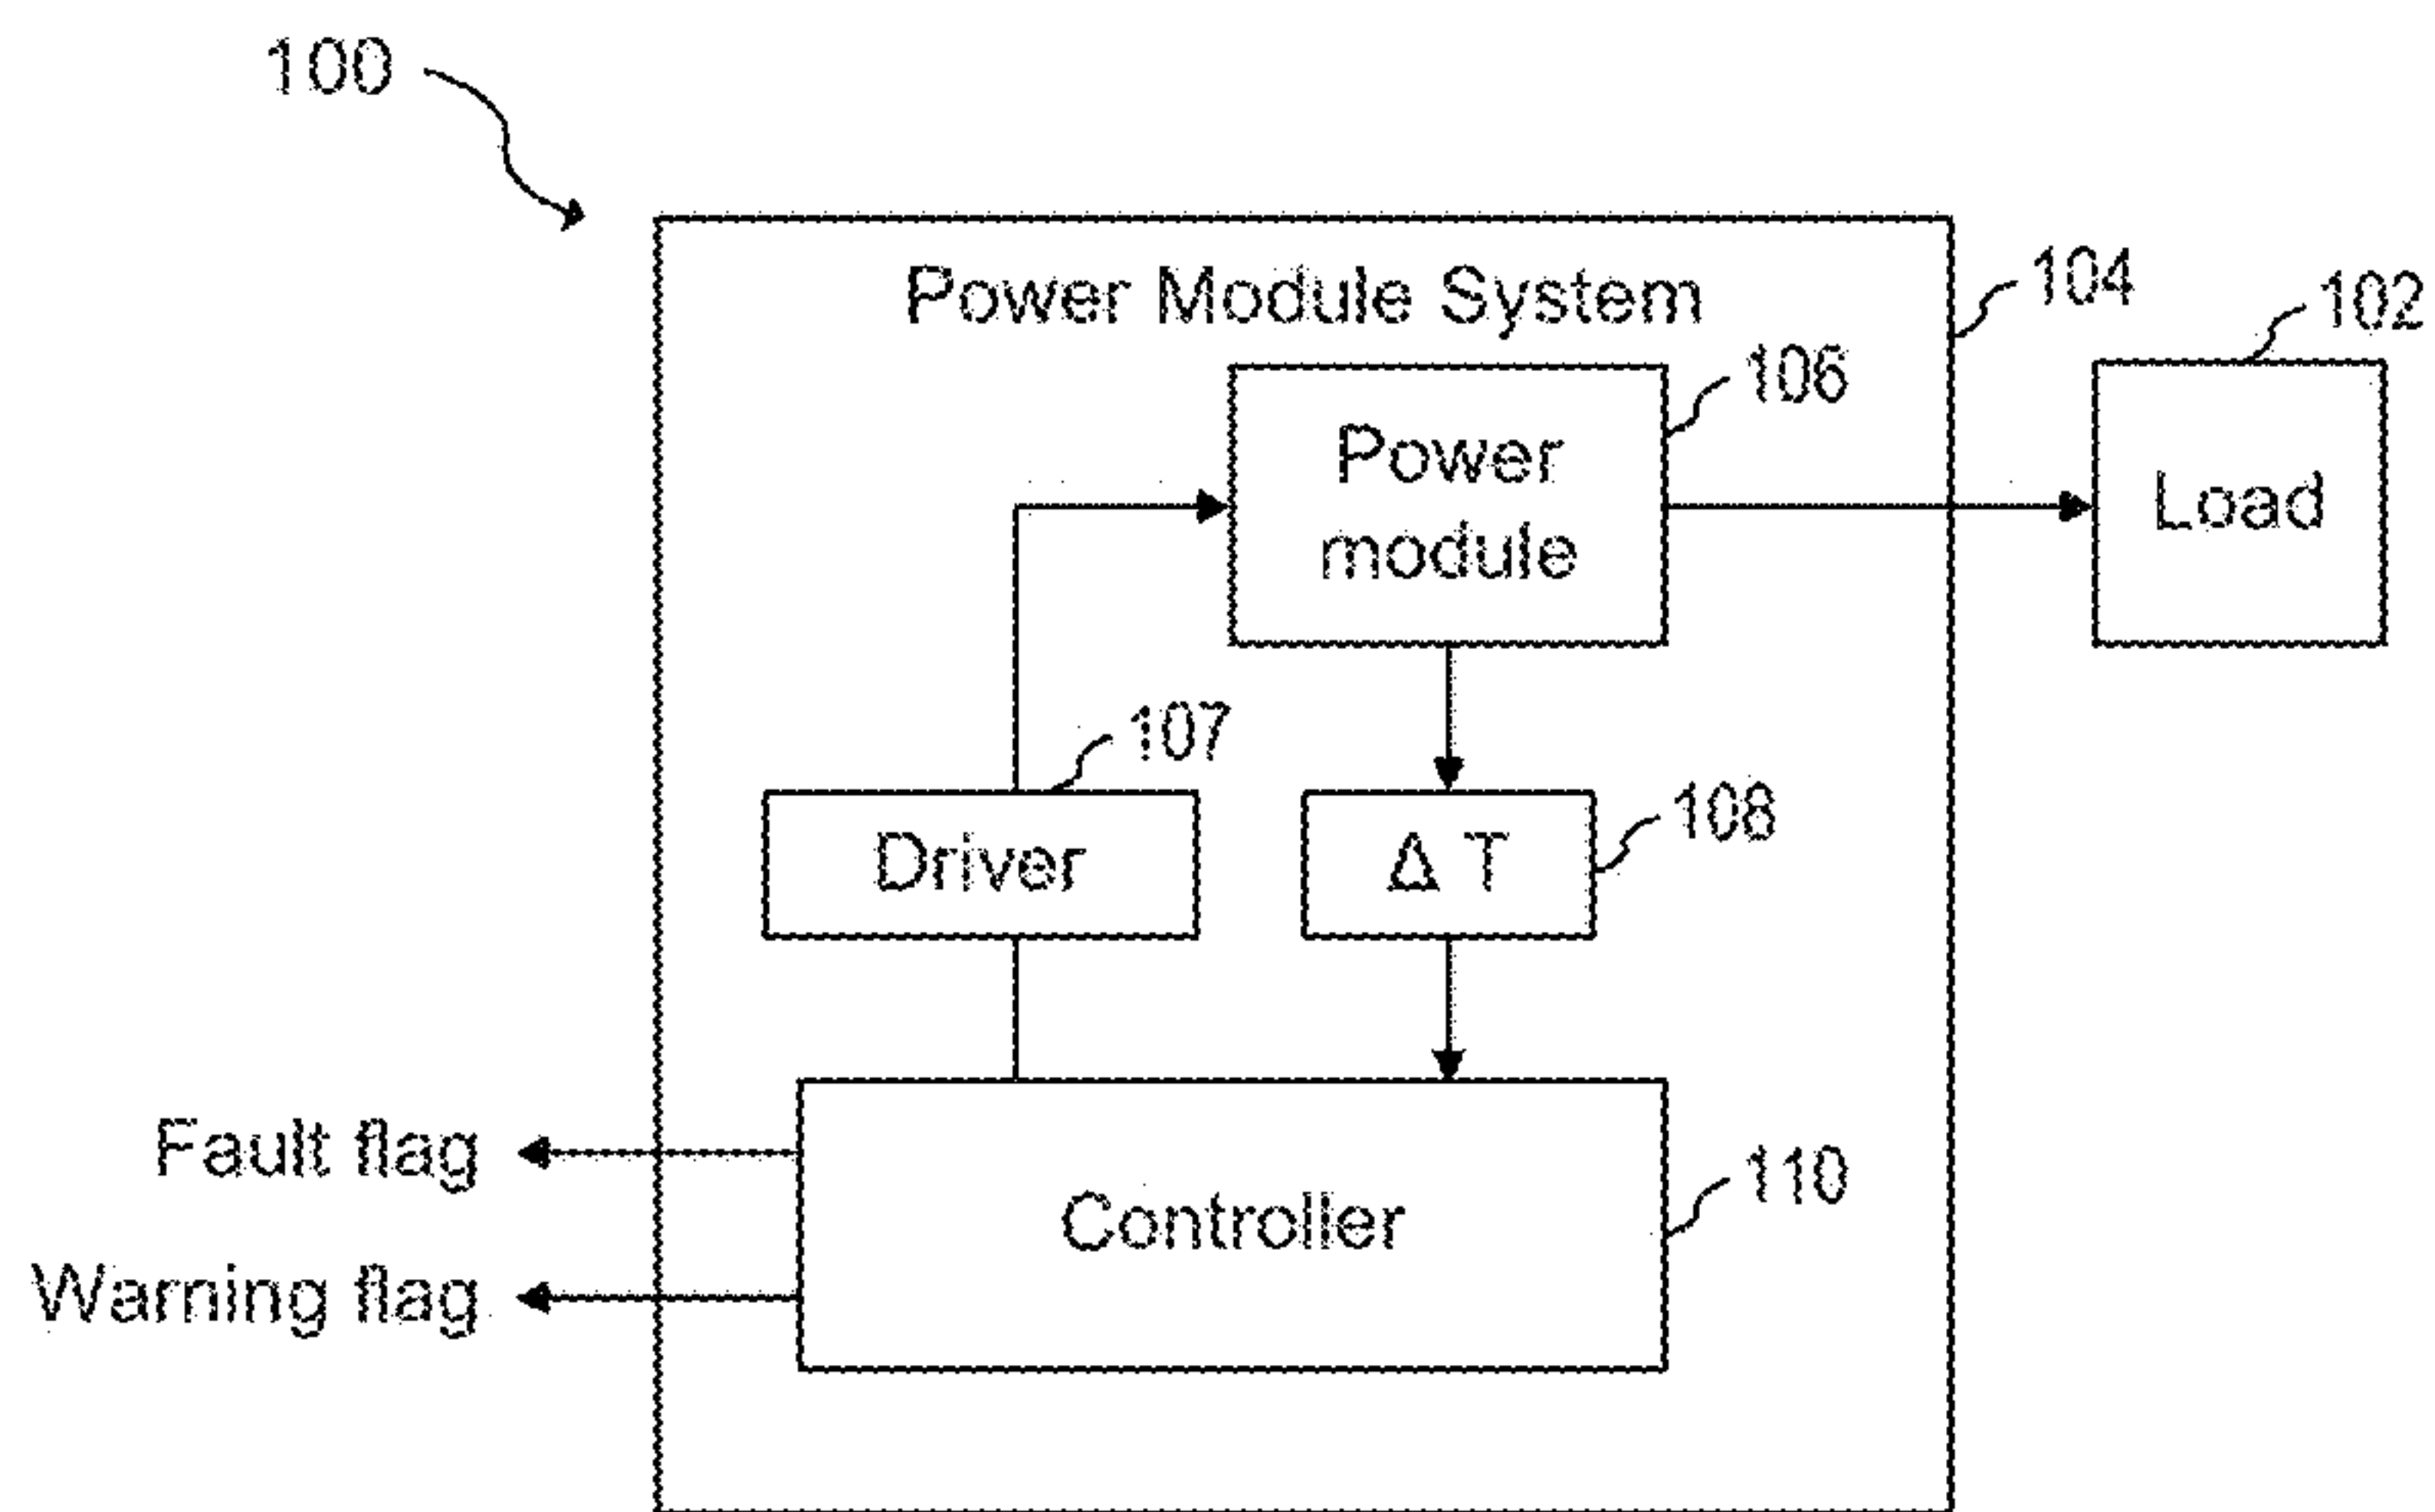 100
Power Module System
104
102
106
Power
module
Load
107
108
Driver
Δ T
Fault flag
110
Controller
Warning flag